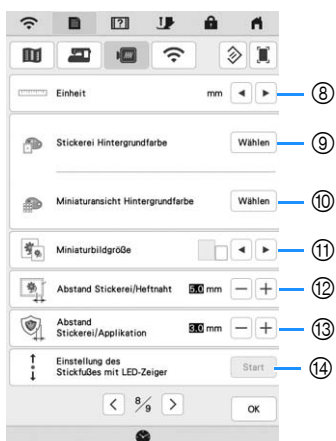 Einheit mm ⑧
Stickerei Hintergrundfarbe Wählen ⑨
Miniaturansicht Hintergrundfarbe Wählen ⑩
Miniaturbildgröße ⑪
Abstand Stickerei/Heftnaht 5.0 mm − + ⑫
Abstand
Stickerei/Applikation 3.0 mm − + ⑬
Einstellung des
Stickfußes mit LED-Zeiger Start ⑭
< 8/9 > OK